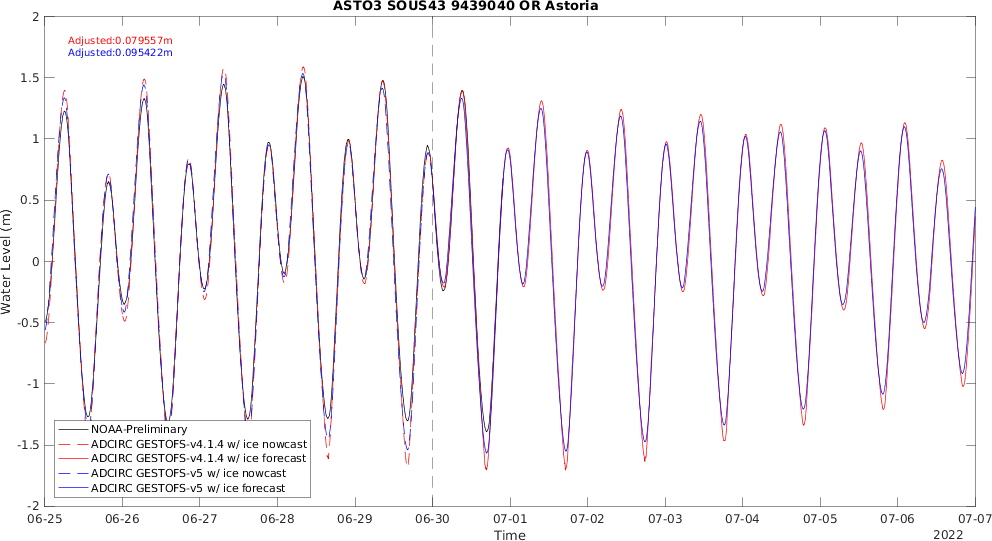 ASTO3 SOUS43 9439040 OR Astoria
Adjusted:0.079557m
Adjusted:0.095422m
2
1.5
1
0.5
0
-0.5
-1
-1.5
-2
Water Level (m)
NOAA-Preliminary
ADCIRC GESTOFS-v4.1.4 w/ ice nowcast
ADCIRC GESTOFS-v4.1.4 w/ ice forecast
ADCIRC GESTOFS-v5 w/ ice nowcast
ADCIRC GESTOFS-v5 w/ ice forecast
06-25 06-26 06-27 06-28 06-29 06-30 07-01 07-02 07-03 07-04 07-05 07-06 07-07
Time
2022